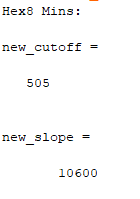 Hex8 Mins:
new_cutoff =
505
new_slope =
10600